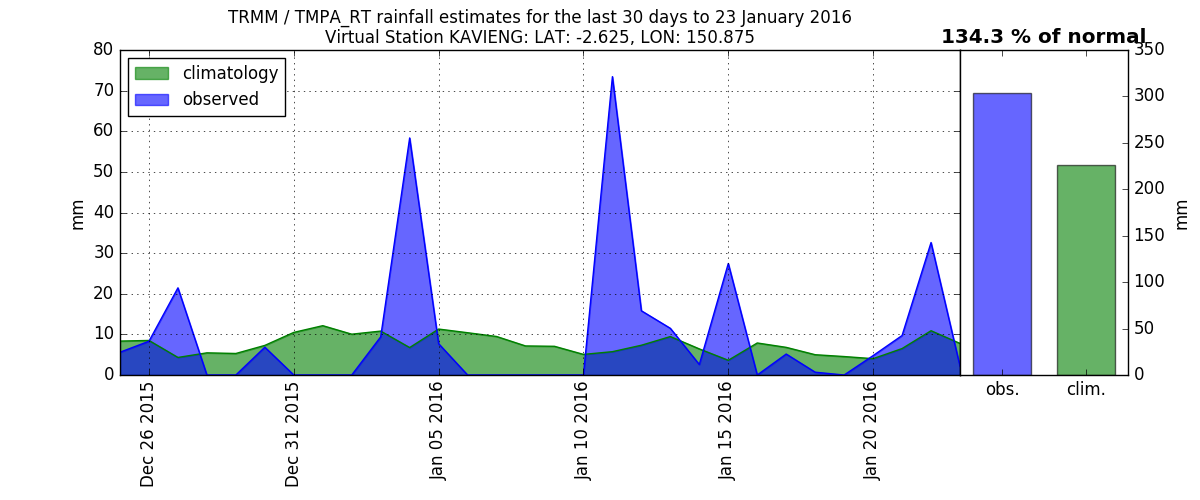 TRMM / TMPA_RT rainfall estimates for the last 30 days to 23 January 2016
Virtual Station KAVIENG: LAT: -2.625, LON: 150.875
134.3 % of normal
climatology
observed
mm
80
70
60
50
40
30
20
10
0
Dec 26 2015
Dec 31 2015
Jan 05 2016
Jan 10 2016
Jan 15 2016
Jan 20 2016
obs.
clim.
350
300
250
200
150
100
50
0
mm